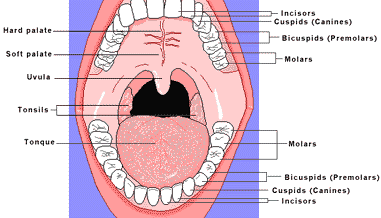 Incisors
Cuspids (Canines)
Hard palate
Bicuspids (Premolars)
Soft palate
Molars
Uvula
Tonsils
Tonque
Molars
Bicuspids (Premolars)
Cuspids (Canines)
Incisors